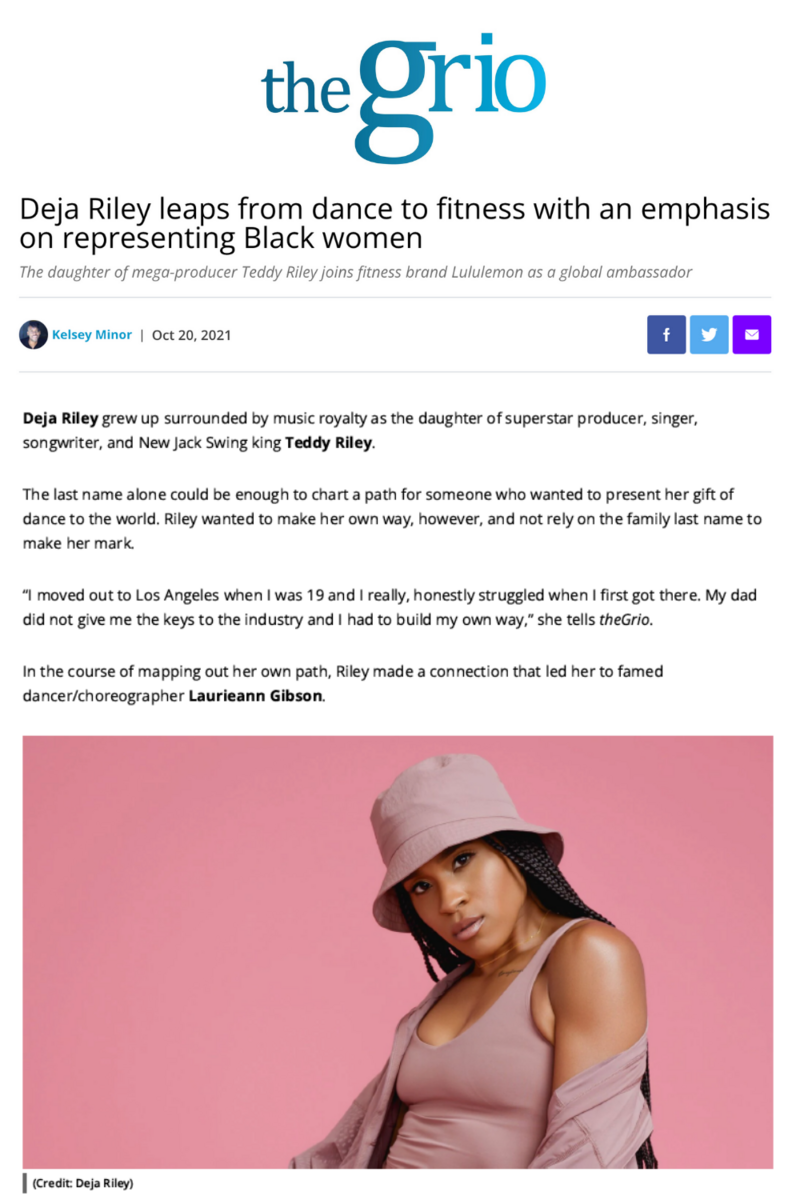 thegrio
Deja Riley leaps from dance to fitness with an emphasis
on representing Black women
The daughter of mega-producer Teddy Riley joins fitness brand Lululemon as a global ambassador
Kelsey Minor | Oct 20, 2021
Deja Riley grew up surrounded by music royalty as the daughter of superstar producer, singer,
songwriter, and New Jack Swing king Teddy Riley.
The last name alone could be enough to chart a path for someone who wanted to present her gift of
dance to the world. Riley wanted to make her own way, however, and not rely on the family last name to
make her mark.
“I moved out to Los Angeles when I was 19 and I really, honestly struggled when I first got there. My dad
did not give me the keys to the industry and I had to build my own way,” she tells theGrio.
In the course of mapping out her own path, Riley made a connection that led her to famed
dancer/choreographer Laurieann Gibson.
(Credit: Deja Riley)